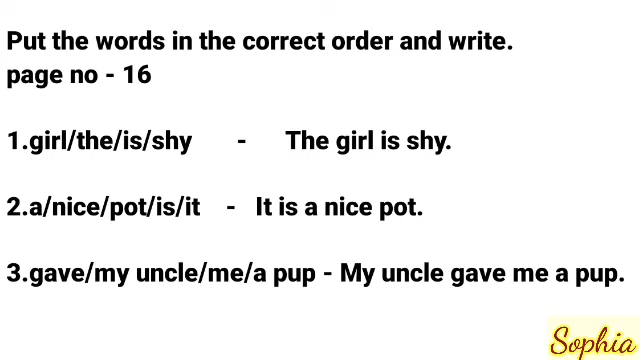 Put the words in the correct order and write.
page no - 16
1.girl/the/is/shy - The girl is shy.
2.a/nice/pot/is/it - It is a nice pot.
3.gave/my uncle/me/a pup - My uncle gave me a pup.
Sophia